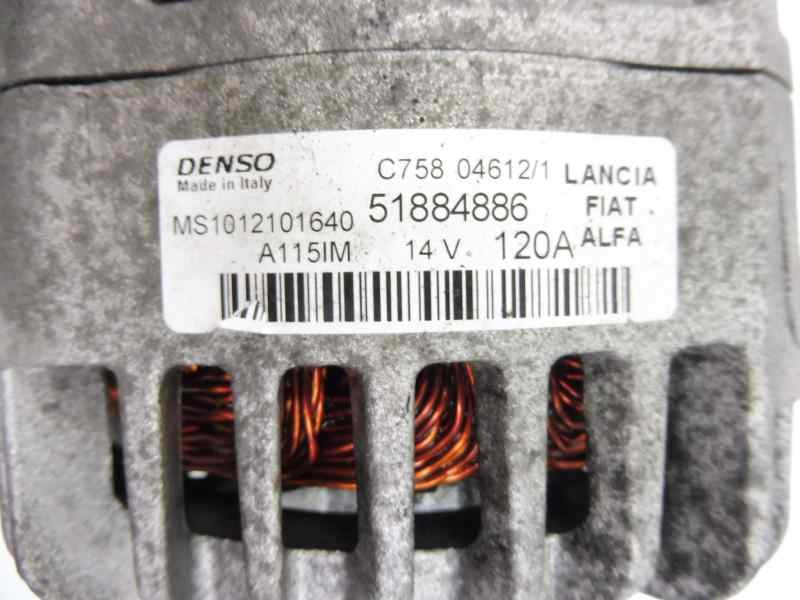 DENSO C758 04612/1 LANCIA
Made in Italy
MS1012101640 51884886 FIAT
A115IM 14 V 120A ALFA